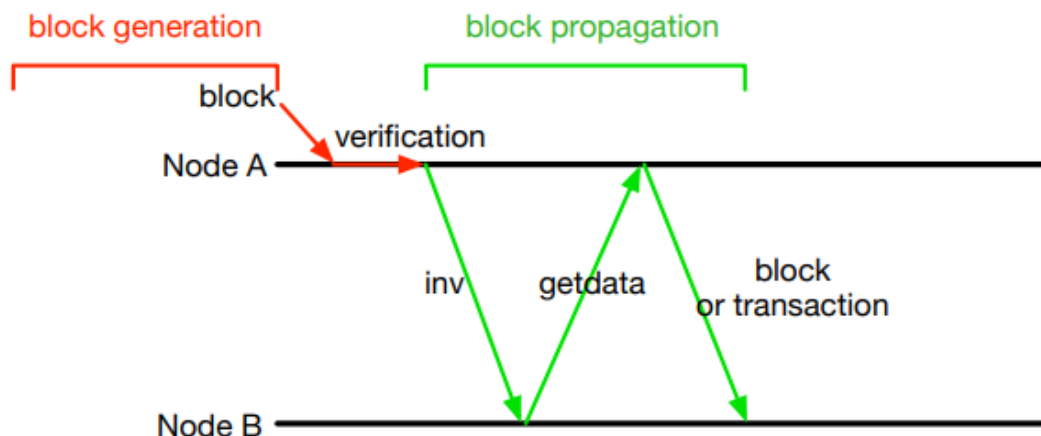 block generation
block propagation
block
verification
Node A
inv
getdata
block
or transaction
Node B